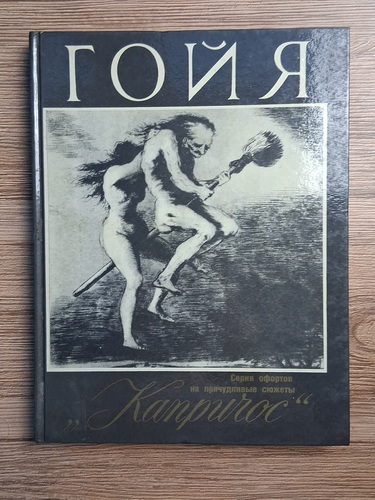 ГОЙЯ
Серия офортов
на причудливые сюжеты
„Капричос“